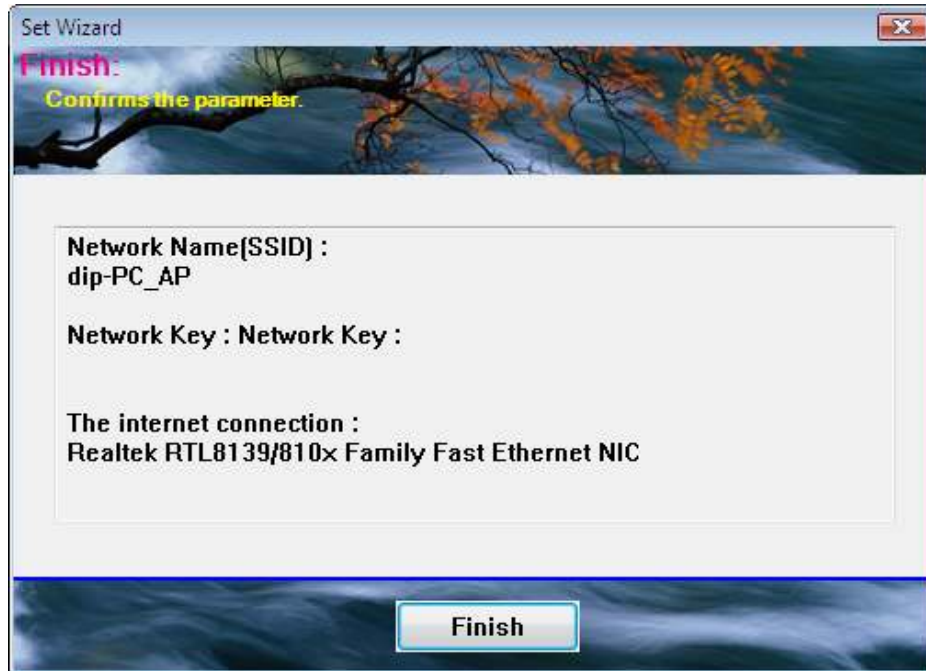 Set Wizard
Finish:
Confirms the parameter.
Network Name(SSID) :
dip-PC_AP
Network Key : Network Key :
The internet connection :
Realtek RTL8139/810x Family Fast Ethernet NIC
Finish